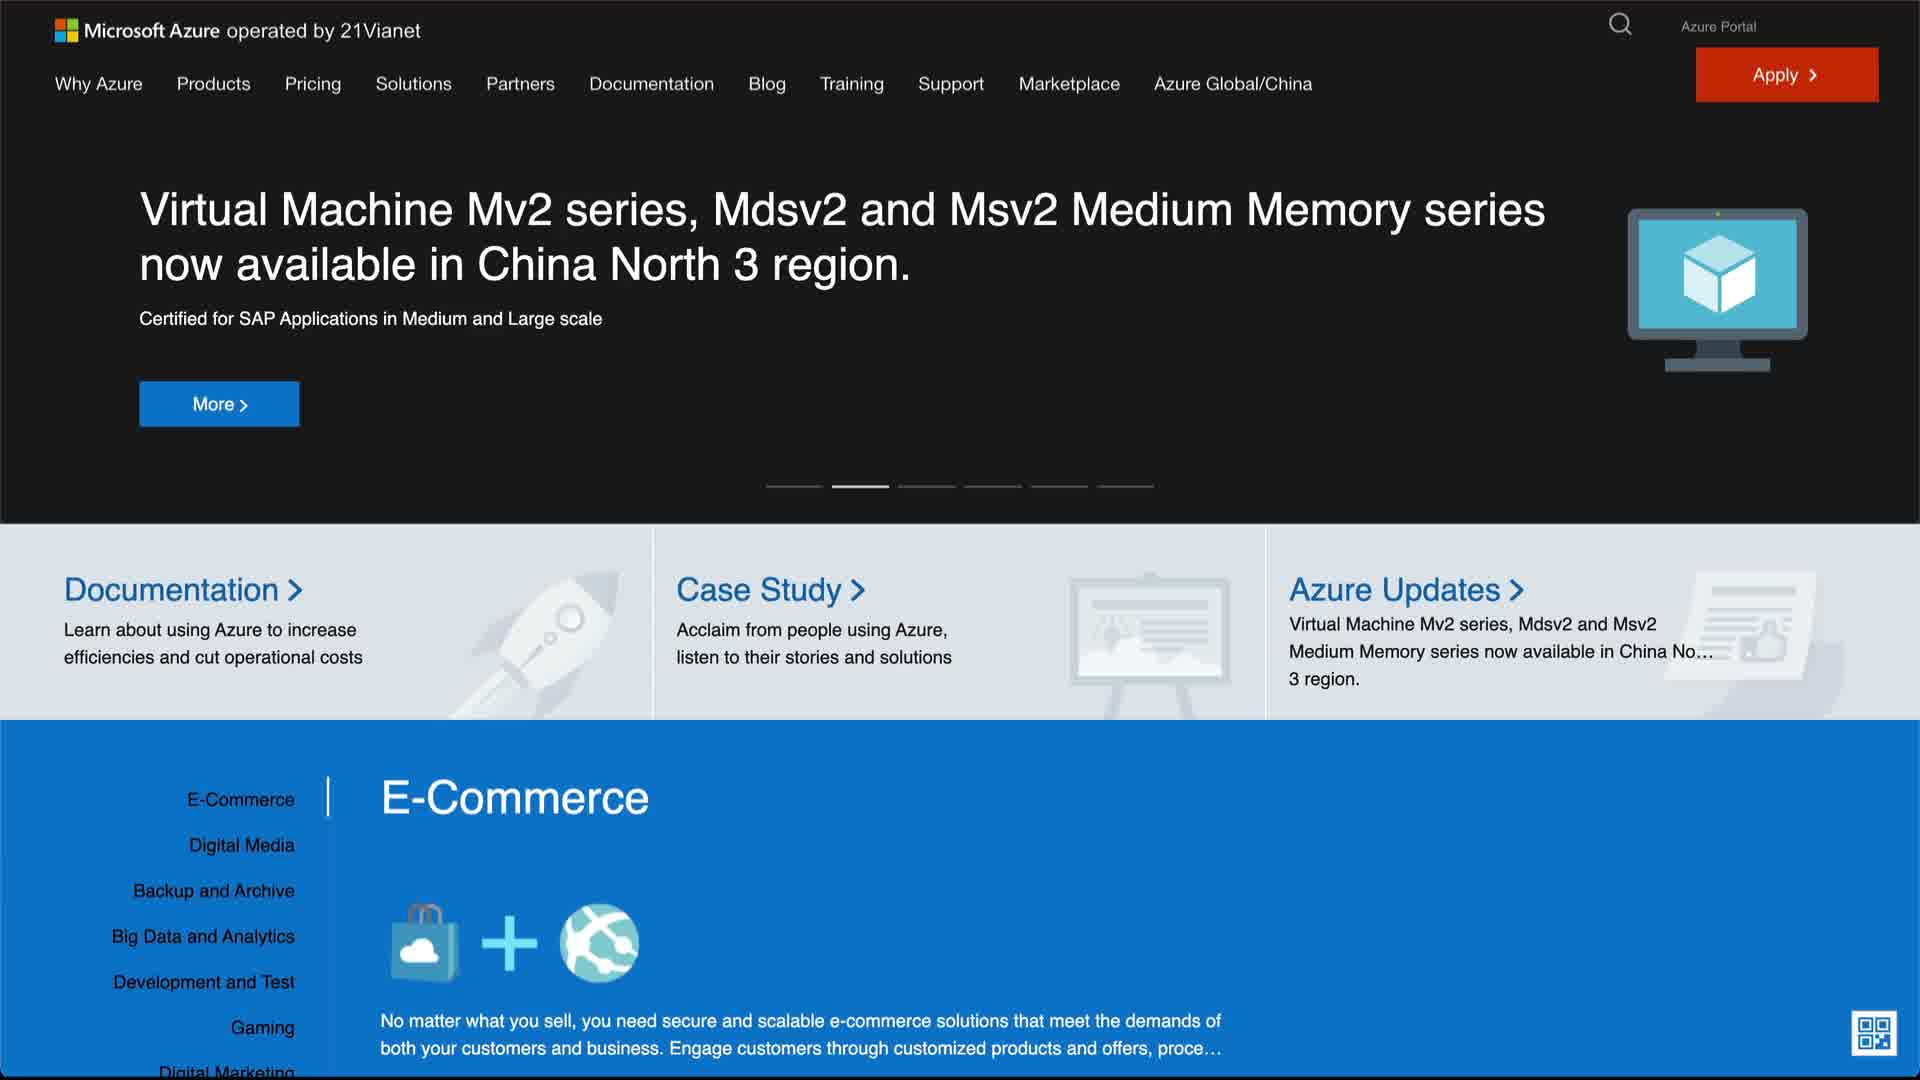 Microsoft Azure operated by 21Vianet
Azure Portal
Apply
Why Azure Products Pricing Solutions Partners Documentation Blog Training Support Marketplace Azure Global/China
Virtual Machine Mv2 series, Mdsv2 and Msv2 Medium Memory series
now available in China North 3 region.
Certified for SAP Applications in Medium and Large scale
More
Documentation
Learn about using Azure to increase
efficiencies and cut operational costs
Case Study
Acclaim from people using Azure,
listen to their stories and solutions
Azure Updates
Virtual Machine Mv2 series, Mdsv2 and Msv2
Medium Memory series now available in China No…
3 region.
E-Commerce
Digital Media
Backup and Archive
Big Data and Analytics
Development and Test
Gaming
Digital Marketing
E-Commerce
No matter what you sell, you need secure and scalable e-commerce solutions that meet the demands of
both your customers and business. Engage customers through customized products and offers, proce…